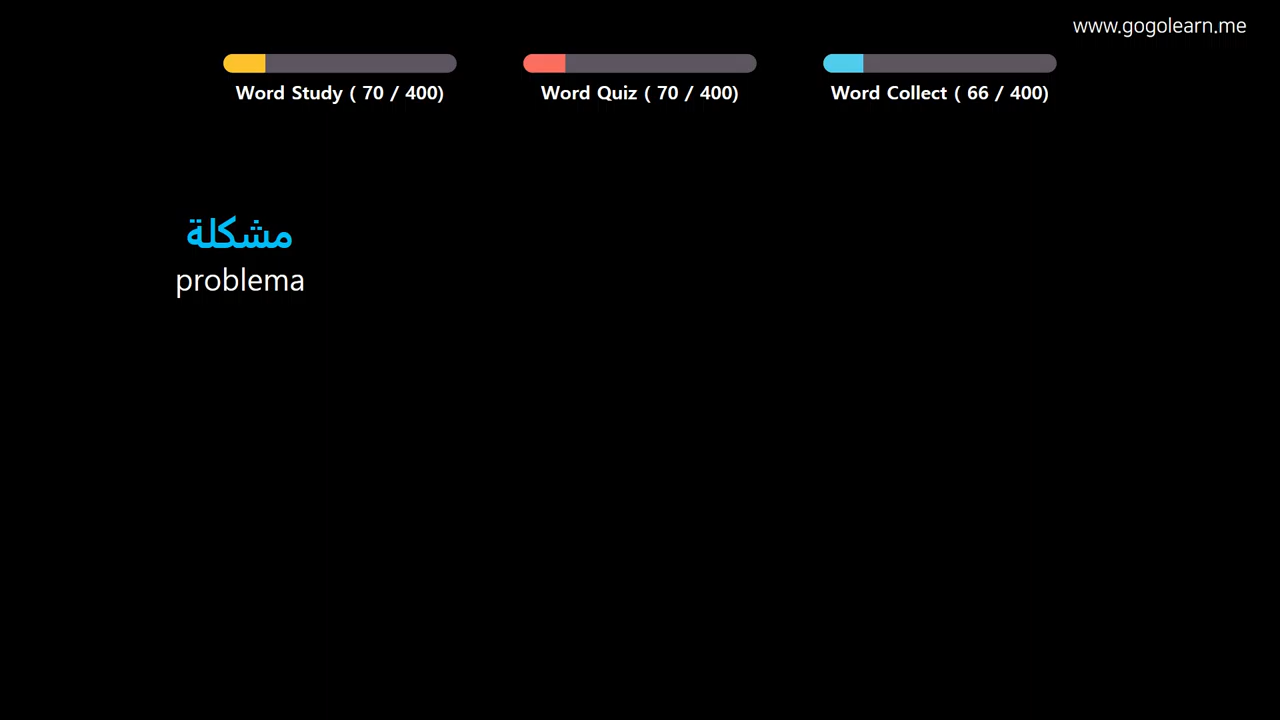 www.gogolearn.me
Word Study ( 70 / 400)
Word Quiz ( 70 / 400)
Word Collect ( 66 / 400)
مشكلة
problema